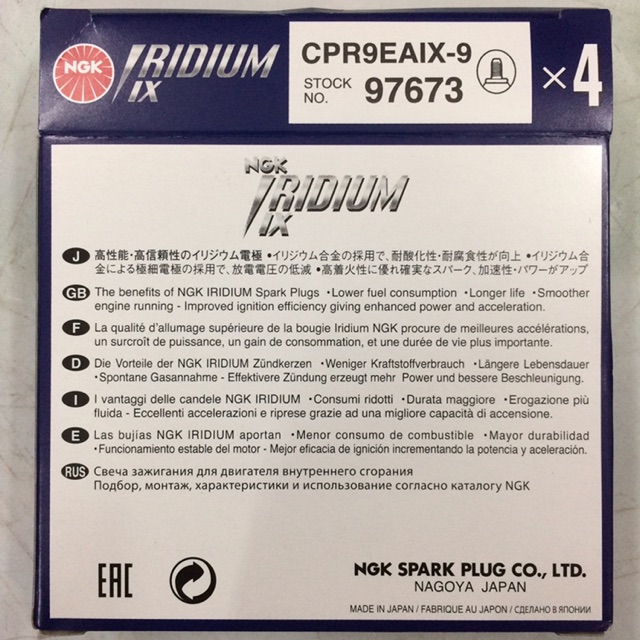 NGK IRIDIUM IX CPR9EAIX-9
STOCK NO. 97673 ×4
NGK
IRIDIUM
IX
J 高性能・高信頼性のイリジウム電極 •イリジウム合金の採用で、耐酸化性・耐腐食性が向上 •イリジウム合
金による極細電極の採用で、放電電圧の低減 •高着火性に優れ確実なスパーク、加速性・パワーがアップ
GB The benefits of NGK IRIDIUM Spark Plugs •Lower fuel consumption •Longer life •Smoother
engine running - Improved ignition efficiency giving enhanced power and acceleration.
F La qualité d'allumage supérieure de la bougie Iridium NGK procure de meilleures accélérations,
un surcroît de puissance, un gain de consommation, et une durée de vie plus importante.
D Die Vorteile der NGK IRIDIUM Zündkerzen •Weniger Kraftstoffverbrauch •Längere Lebensdauer
•Spontane Gasannahme - Effektivere Zündung erzeugt mehr Power und bessere Beschleunigung.
I I vantaggi delle candele NGK IRIDIUM •Consumi ridotti •Durata maggiore •Erogazione più
fluida - Eccellenti accelerazioni e riprese grazie ad una migliore capacità di accensione.
E Las bujías NGK IRIDIUM aportan •Menor consumo de combustible •Mayor durabilidad
•Funcionamiento estable del motor - Mejor eficacia de ignición incrementando la potencia y aceleración.
RUS Свеча зажигания для двигателя внутреннего сгорания
Подбор, монтаж, характеристики и использование согласно каталогу NGK
EAC
NGK SPARK PLUG CO., LTD.
NAGOYA JAPAN
MADE IN JAPAN / FABRIQUE AU JAPON / СДЕЛАНО В ЯПОНИИ